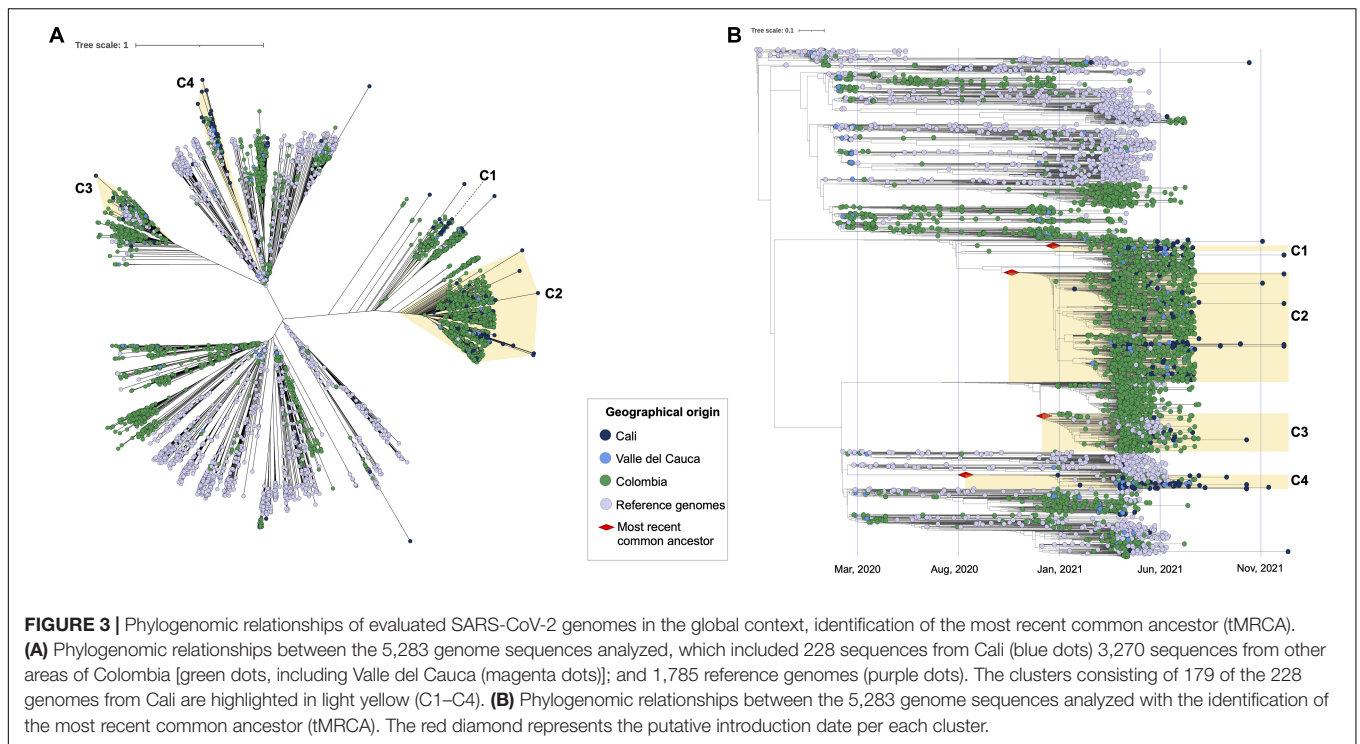 A
Tree scale: 1
C4
C3
C1
C2
Geographical origin
Cali
Valle del Cauca
Colombia
Reference genomes
Most recent
common ancestor
B
Tree scale: 0.1
C1
C2
C3
C4
Mar, 2020
Aug, 2020
Jan, 2021
Jun, 2021
Nov, 2021
FIGURE 3 | Phylogenomic relationships of evaluated SARS-CoV-2 genomes in the global context, identification of the most recent common ancestor (tMRCA).
(A) Phylogenomic relationships between the 5,283 genome sequences analyzed, which included 228 sequences from Cali (blue dots) 3,270 sequences from other
areas of Colombia [green dots, including Valle del Cauca (magenta dots)]; and 1,785 reference genomes (purple dots). The clusters consisting of 179 of the 228
genomes from Cali are highlighted in light yellow (C1–C4). (B) Phylogenomic relationships between the 5,283 genome sequences analyzed with the identification of
the most recent common ancestor (tMRCA). The red diamond represents the putative introduction date per each cluster.